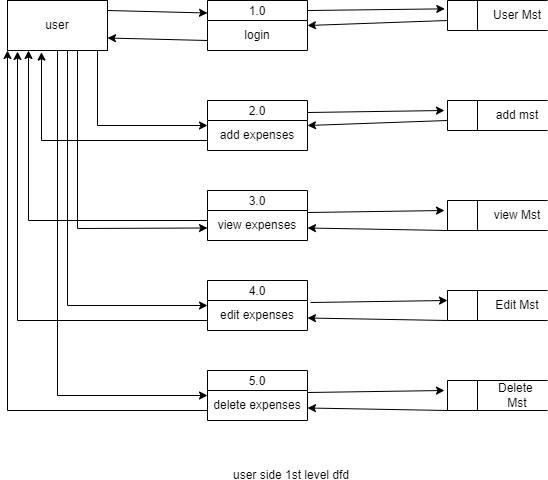 user
1.0
login
User Mst
2.0
add expenses
add mst
3.0
view expenses
view Mst
4.0
edit expenses
Edit Mst
5.0
delete expenses
Delete
Mst
user side 1st level dfd